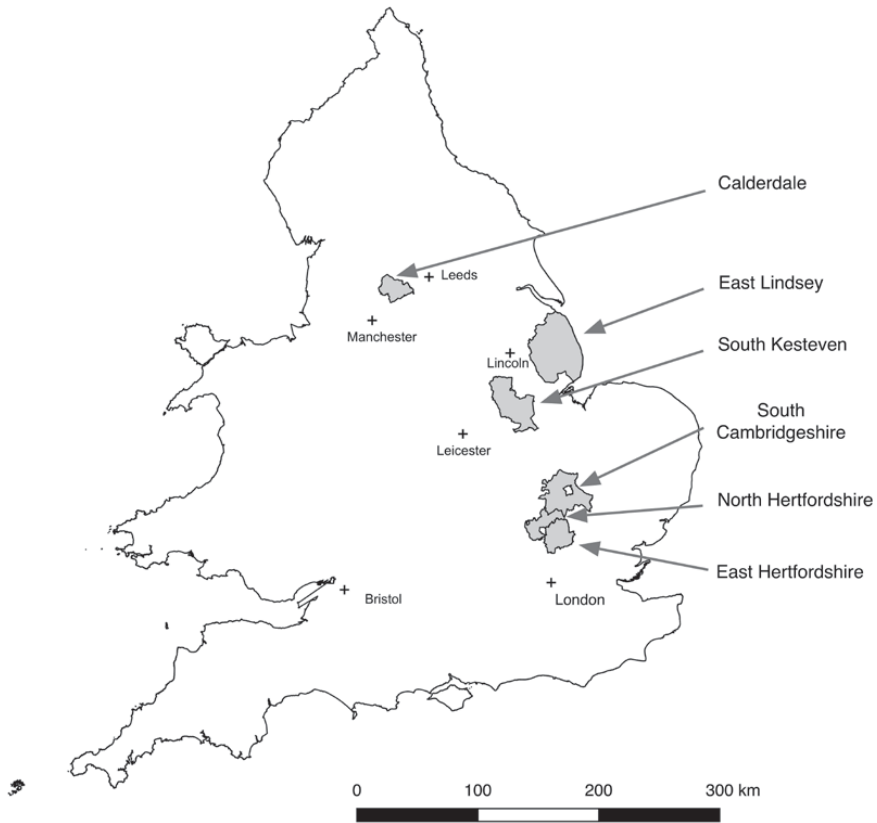 Calderdale
Leeds
East Lindsey
Manchester
South Kesteven
Lincoln
South
Cambridgeshire
Leicester
North Hertfordshire
East Hertfordshire
Bristol
London
0 100 200 300 km